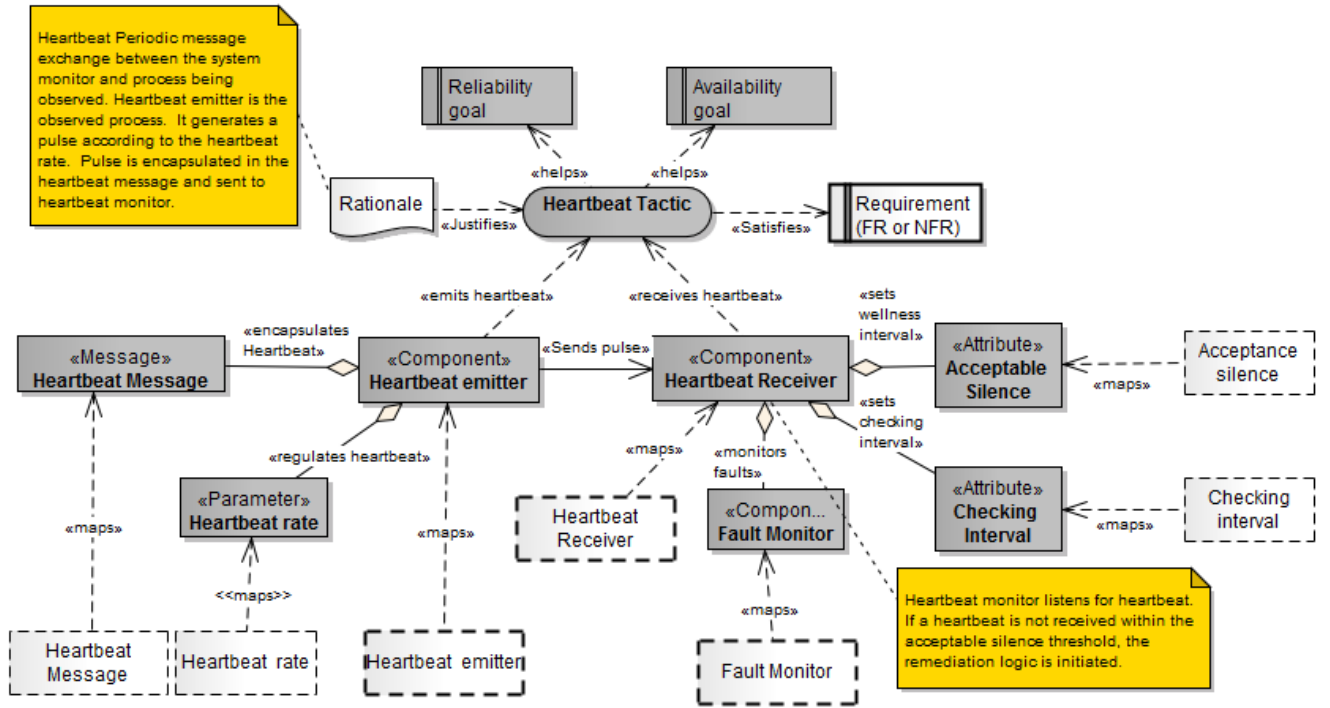 Heartbeat Periodic message
exchange between the system
monitor and process being
observed. Heartbeat emitter is the
observed process.  It generates a
pulse according to the heartbeat
rate.  Pulse is encapsulated in the
heartbeat message and sent to
heartbeat monitor.
Reliability
goal
Availability
goal
«helps»
«helps»
Rationale
«Justifies»
Heartbeat Tactic
«Satisfies»
Requirement
(FR or NFR)
«emits heartbeat»
«receives heartbeat»
«Message»
Heartbeat Message
«encapsulates
Heartbeat»
«Component»
Heartbeat emitter
«Sends pulse»
«Component»
Heartbeat Receiver
«sets
wellness
interval»
«Attribute»
Acceptable
Silence
«maps»
Acceptance
silence
«sets
checking
interval»
«regulates heartbeat»
«maps»
«monitors
faults»
«Parameter»
Heartbeat rate
Heartbeat
Receiver
«Compon...
Fault Monitor
«Attribute»
Checking
Interval
«maps»
Checking
interval
«maps»
«maps»
<<maps>>
«maps»
Heartbeat
Message
Heartbeat rate
Heartbeat emitter
Fault Monitor
Heartbeat monitor listens for heartbeat.
If a heartbeat is not received within the
acceptable silence threshold, the
remediation logic is initiated.